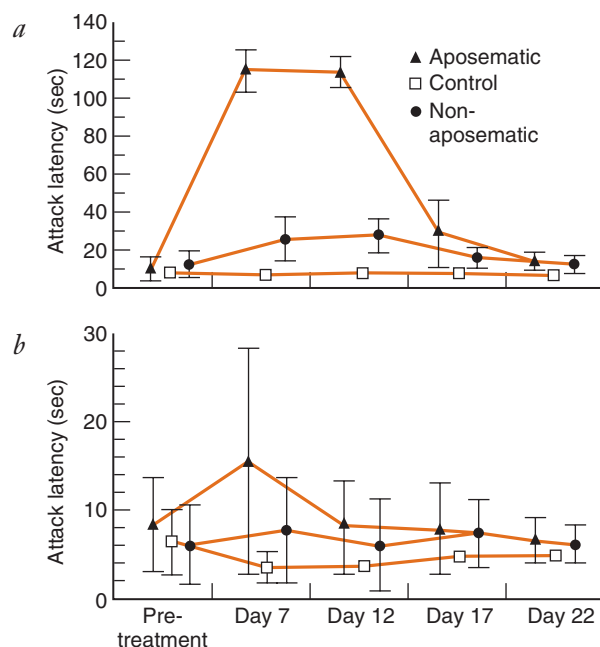 a
Attack latency (sec)
140
120
100
80
60
40
20
0
Aposematic
Control
Non-
aposematic
b
Attack latency (sec)
30
20
10
0
Pre-
treatment
Day 7
Day 12
Day 17
Day 22